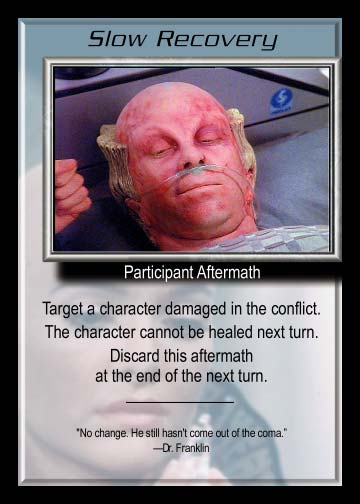 Slow Recovery
Participant Aftermath
Target a character damaged in the conflict.
The character cannot be healed next turn.
Discard this aftermath
at the end of the next turn.
"No change. He still hasn't come out of the coma."
—Dr. Franklin